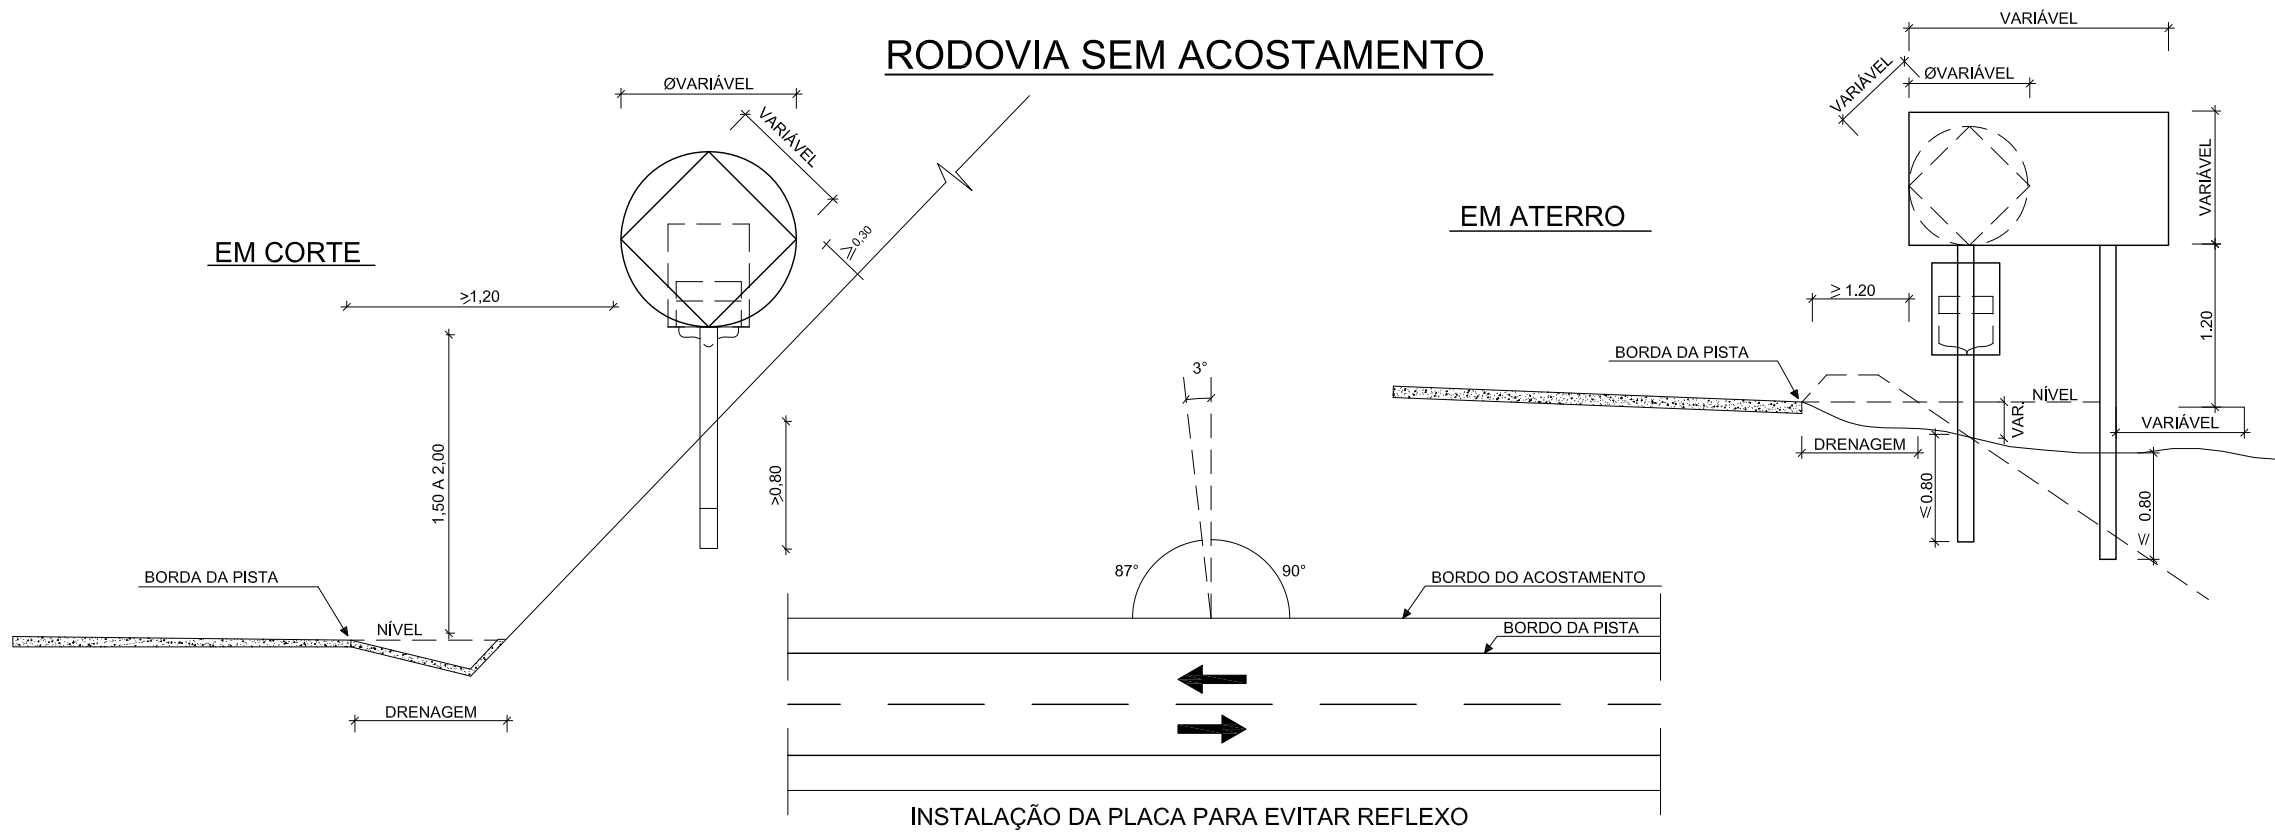 RODOVIA SEM ACOSTAMENTO
EM CORTE
ØVARIÁVEL
VARIÁVEL
≥0,30
≥1,20
1,50 A 2,00
≥0,80
BORDA DA PISTA
NÍVEL
DRENAGEM
3°
87°
90°
BORDO DO ACOSTAMENTO
BORDO DA PISTA
INSTALAÇÃO DA PLACA PARA EVITAR REFLEXO
EM ATERRO
VARIÁVEL
VARIÁVEL
ØVARIÁVEL
VARIÁVEL
≥ 1.20
1.20
BORDA DA PISTA
NÍVEL
VAR.
VARIÁVEL
DRENAGEM
≤ 0.80
≤ 0.80